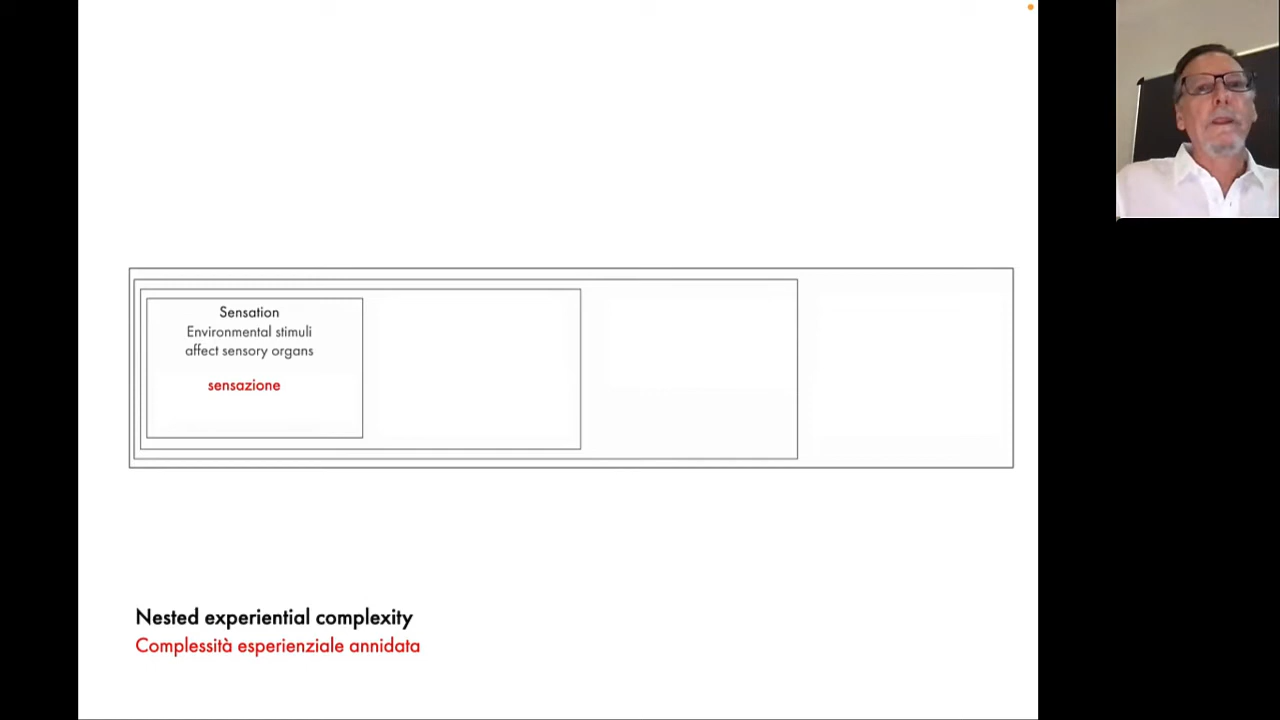 Sensation
Environmental stimuli
affect sensory organs
sensazione
Nested experiential complexity
Complessità esperienziale annidata